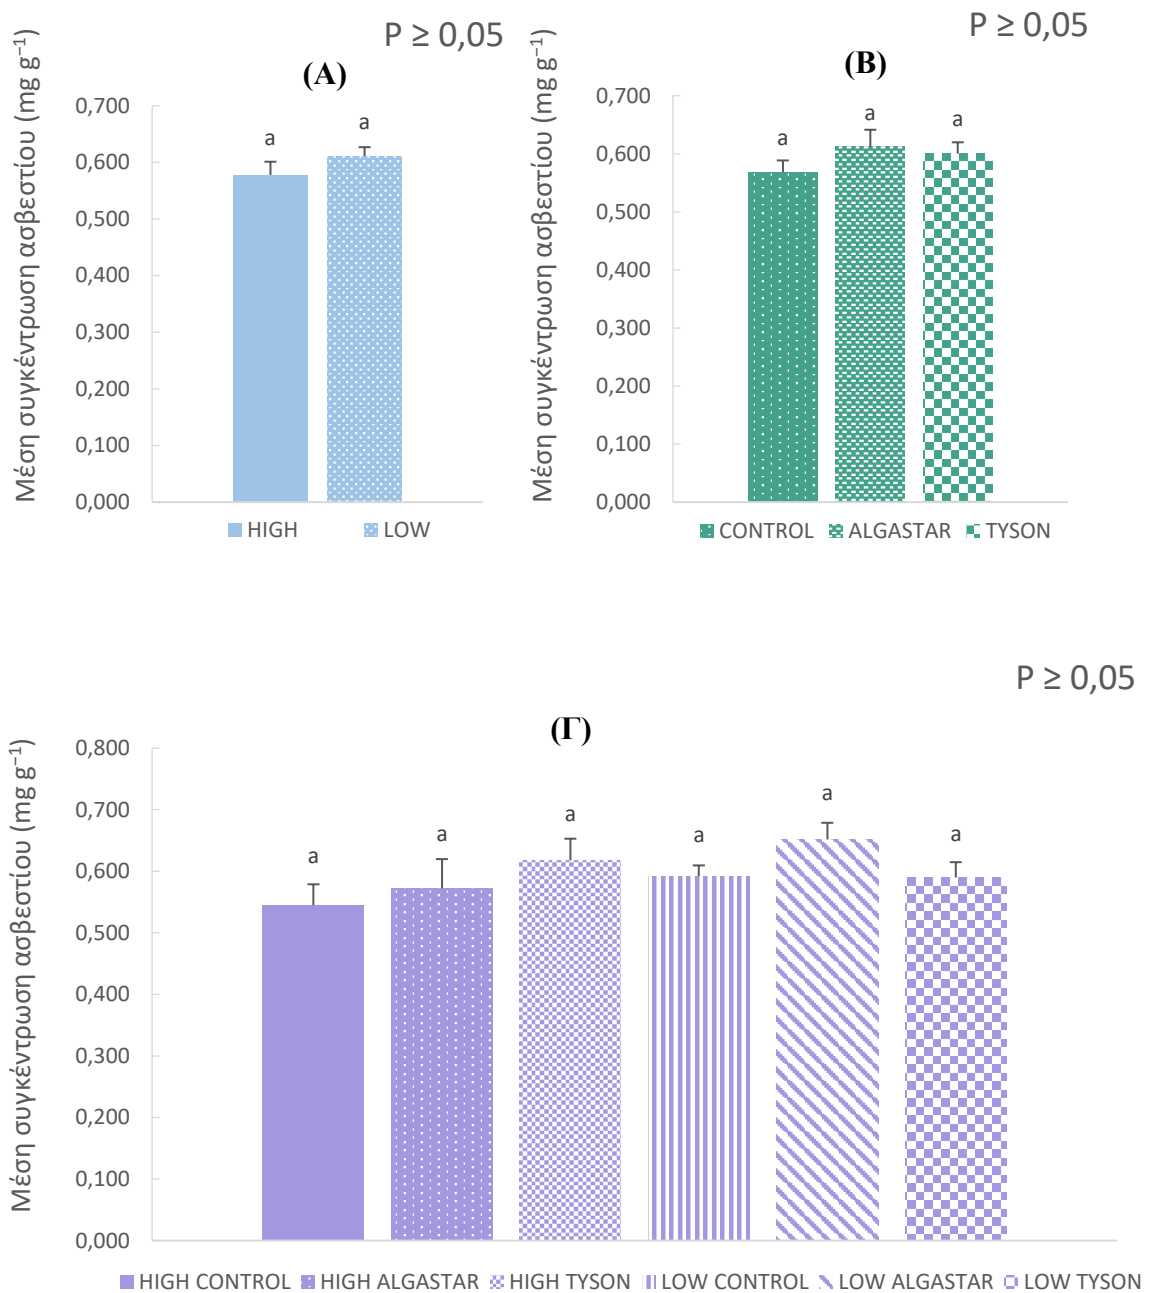 P ≥ 0,05
(Α)
Μέση συγκέντρωση ασβεστίου (mg g⁻¹)
0,700
0,600
0,500
0,400
0,300
0,200
0,100
0,000
a
a
HIGH
LOW
P ≥ 0,05
(Β)
Μέση συγκέντρωση ασβεστίου (mg g⁻¹)
0,700
0,600
0,500
0,400
0,300
0,200
0,100
0,000
a
a
a
CONTROL
ALGASTAR
TYSON
P ≥ 0,05
(Γ)
Μέση συγκέντρωση ασβεστίου (mg g⁻¹)
0,800
0,700
0,600
0,500
0,400
0,300
0,200
0,100
0,000
a
a
a
a
a
a
HIGH CONTROL
HIGH ALGASTAR
HIGH TYSON
LOW CONTROL
LOW ALGASTAR
LOW TYSON